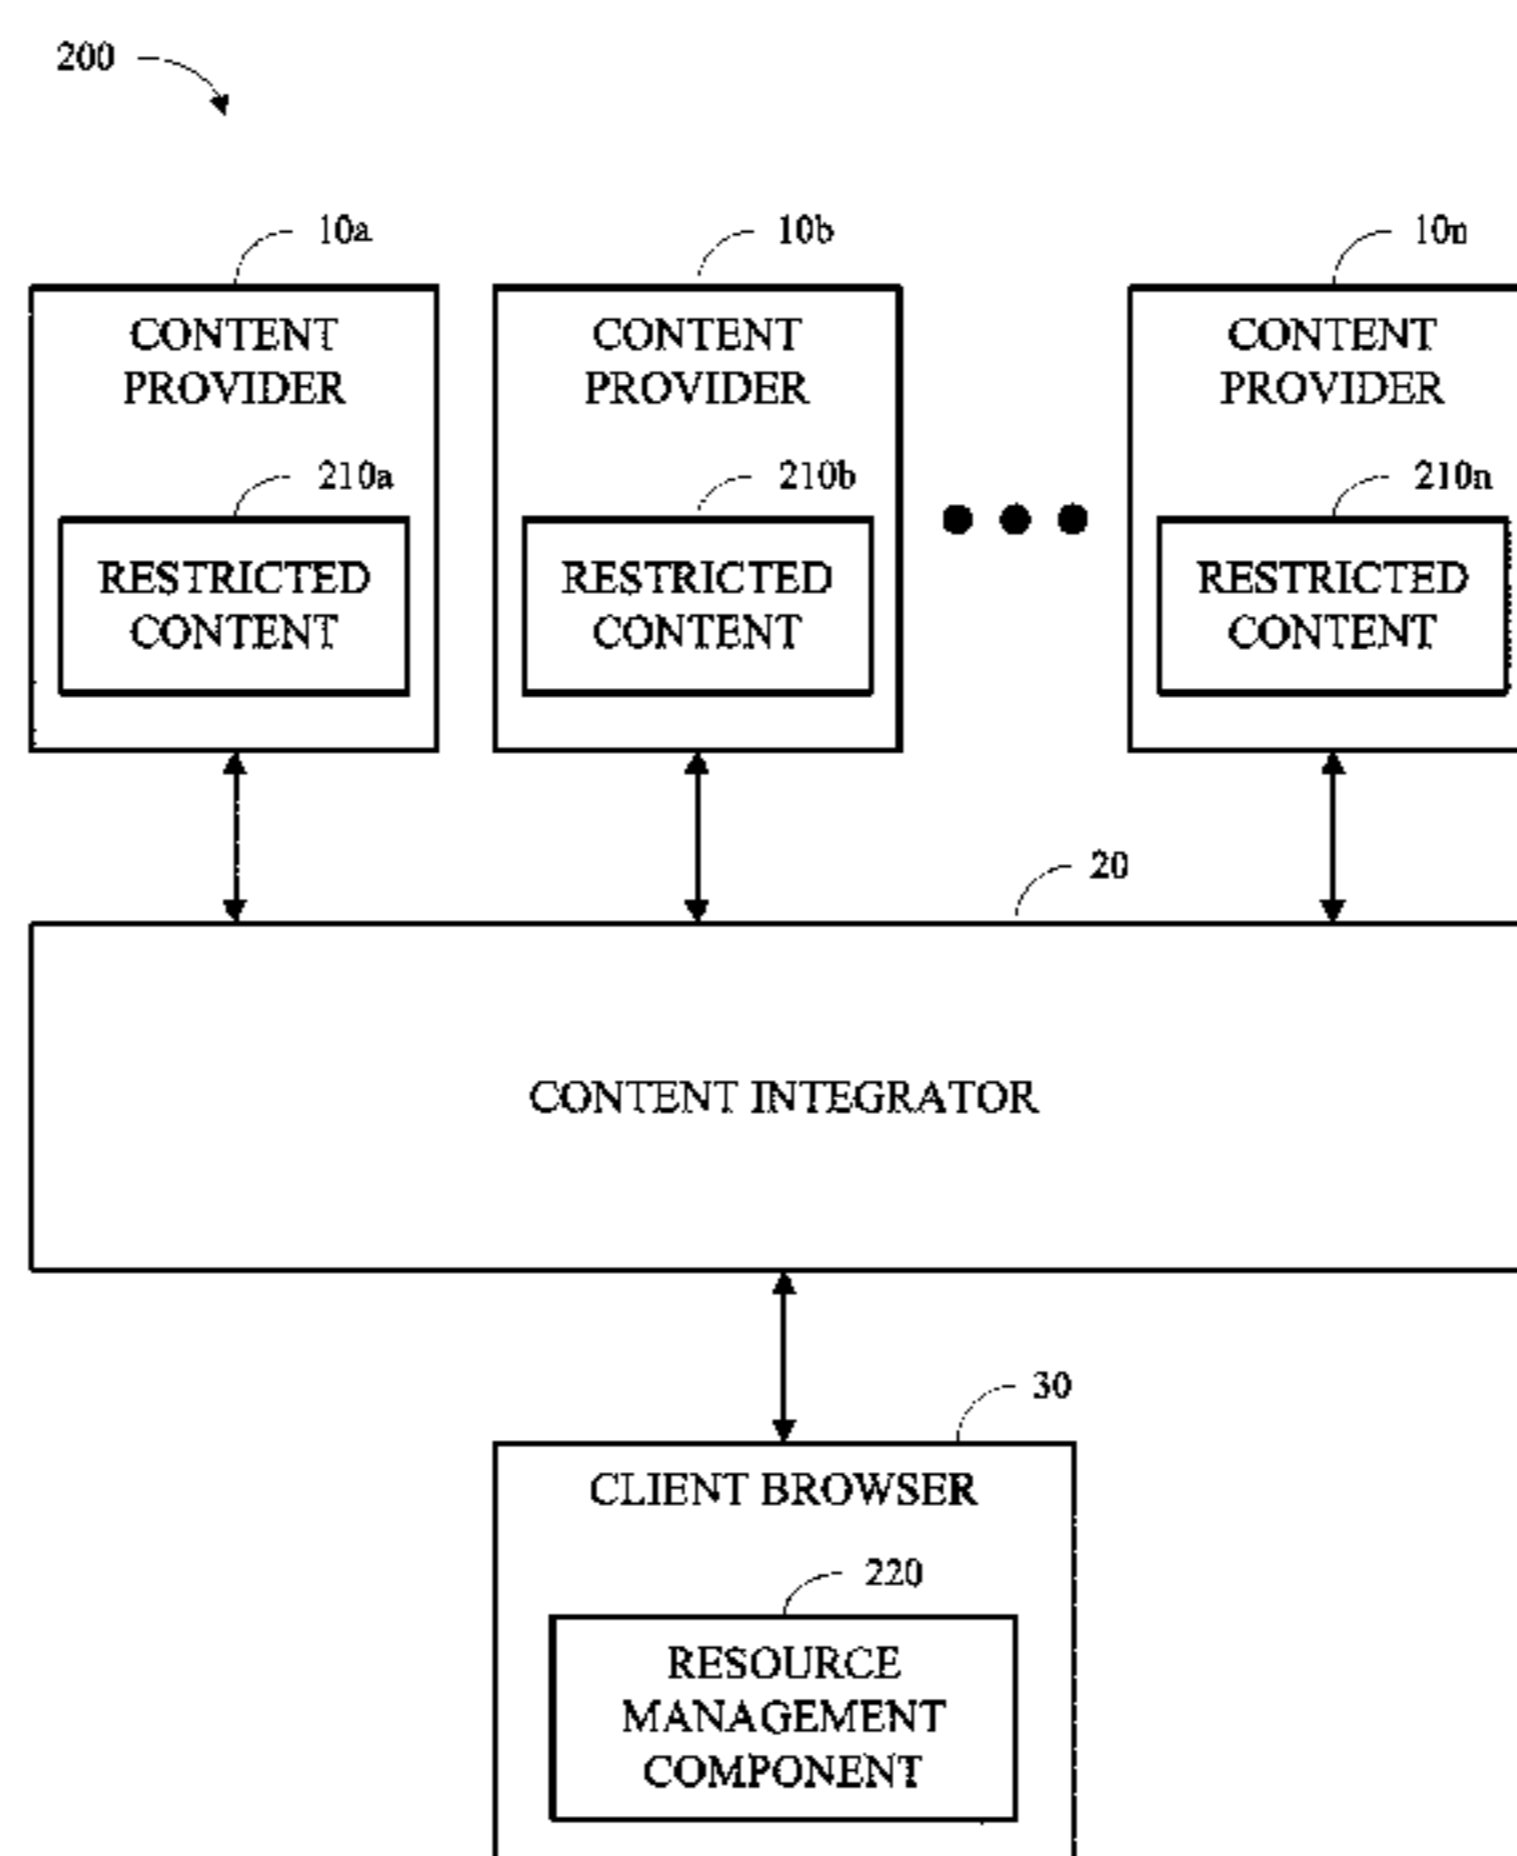 200
10a
10b
10n
CONTENT
PROVIDER
CONTENT
PROVIDER
CONTENT
PROVIDER
210a
210b
210n
RESTRICTED
CONTENT
RESTRICTED
CONTENT
RESTRICTED
CONTENT
20
CONTENT INTEGRATOR
30
CLIENT BROWSER
220
RESOURCE
MANAGEMENT
COMPONENT